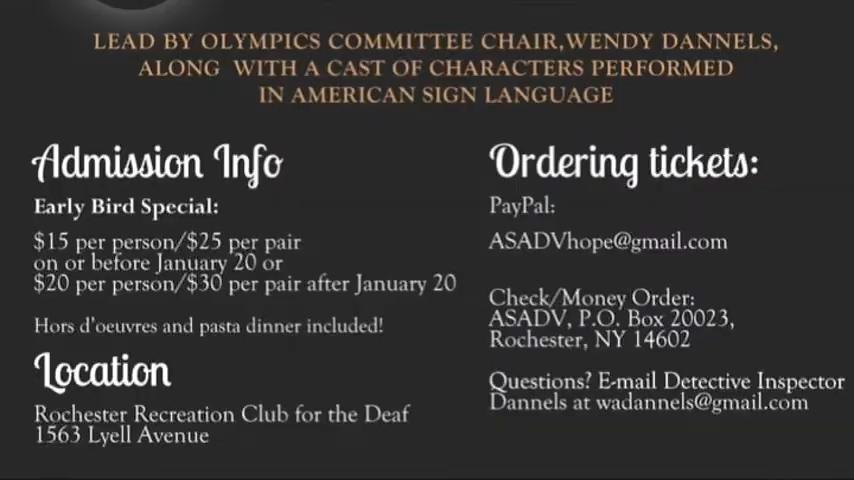 LEAD BY OLYMPICS COMMITTEE CHAIR,WENDY DANNELS,
ALONG WITH A CAST OF CHARACTERS PERFORMED
IN AMERICAN SIGN LANGUAGE
Admission Info
Early Bird Special:
$15 per person/$25 per pair
on or before January 20 or
$20 per person/$30 per pair after January 20
Hors d'oeuvres and pasta dinner included!
Location
Rochester Recreation Club for the Deaf
1563 Lyell Avenue
Ordering tickets:
PayPal:
ASADVhope@gmail.com
Check/Money Order:
ASADV, P.O. Box 20023,
Rochester, NY 14602
Questions? E-mail Detective Inspector
Dannels at wadannels@gmail.com